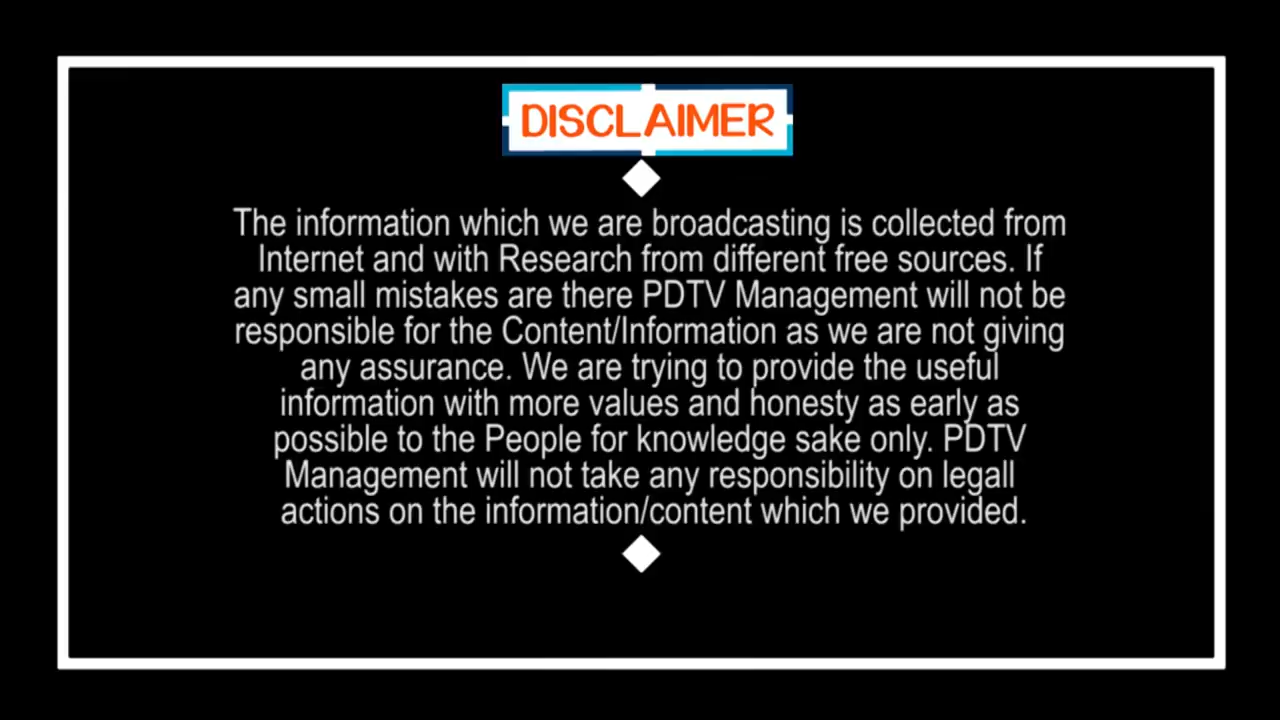 DISCLAIMER
The information which we are broadcasting is collected from
Internet and with Research from different free sources. If
any small mistakes are there PDTV Management will not be
responsible for the Content/Information as we are not giving
any assurance. We are trying to provide the useful
information with more values and honesty as early as
possible to the People for knowledge sake only. PDTV
Management will not take any responsibility on legall
actions on the information/content which we provided.